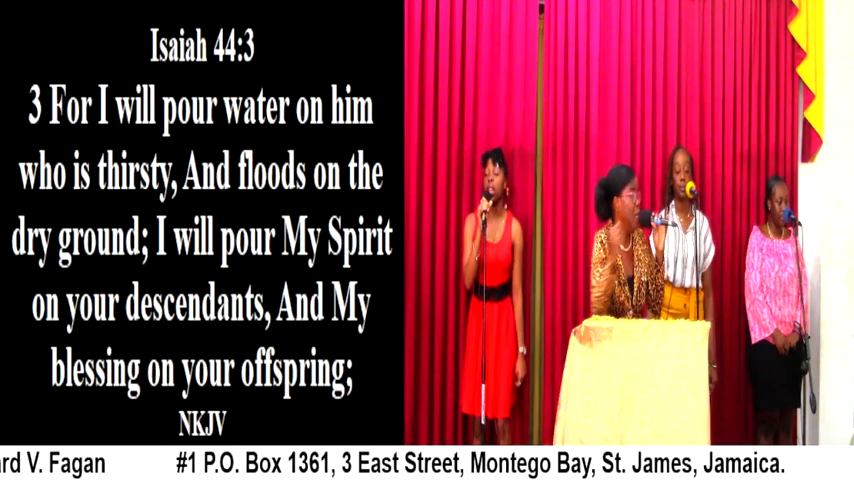 Isaiah 44:3
3 For I will pour water on him
who is thirsty, And floods on the
dry ground; I will pour My Spirit
on your descendants, And My
blessing on your offspring;
NKJV
V. Fagan #1 P.O. Box 1361, 3 East Street, Montego Bay, St. James, Jamaica.